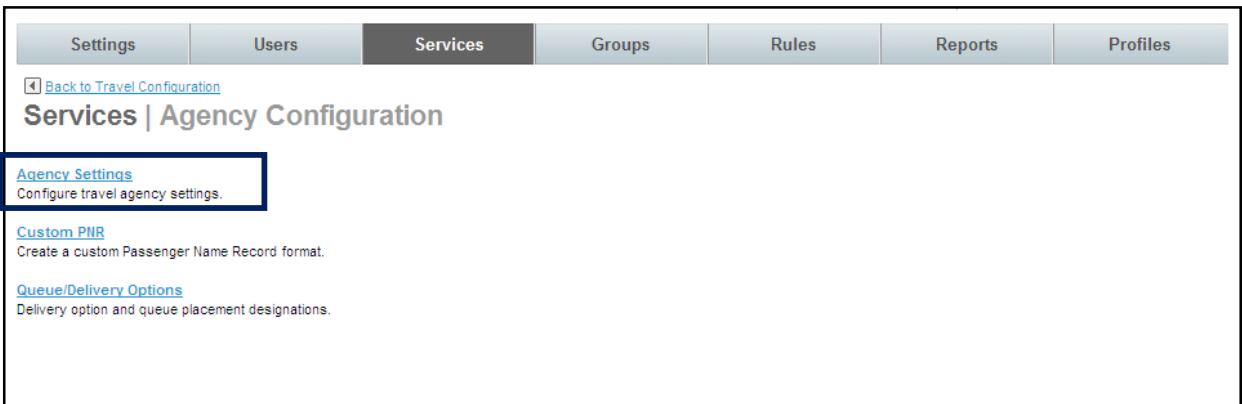 Settings Users Services Groups Rules Reports Profiles
Back to Travel Configuration
Services | Agency Configuration
Agency Settings
Configure travel agency settings.
Custom PNR
Create a custom Passenger Name Record format.
Queue/Delivery Options
Delivery option and queue placement designations.